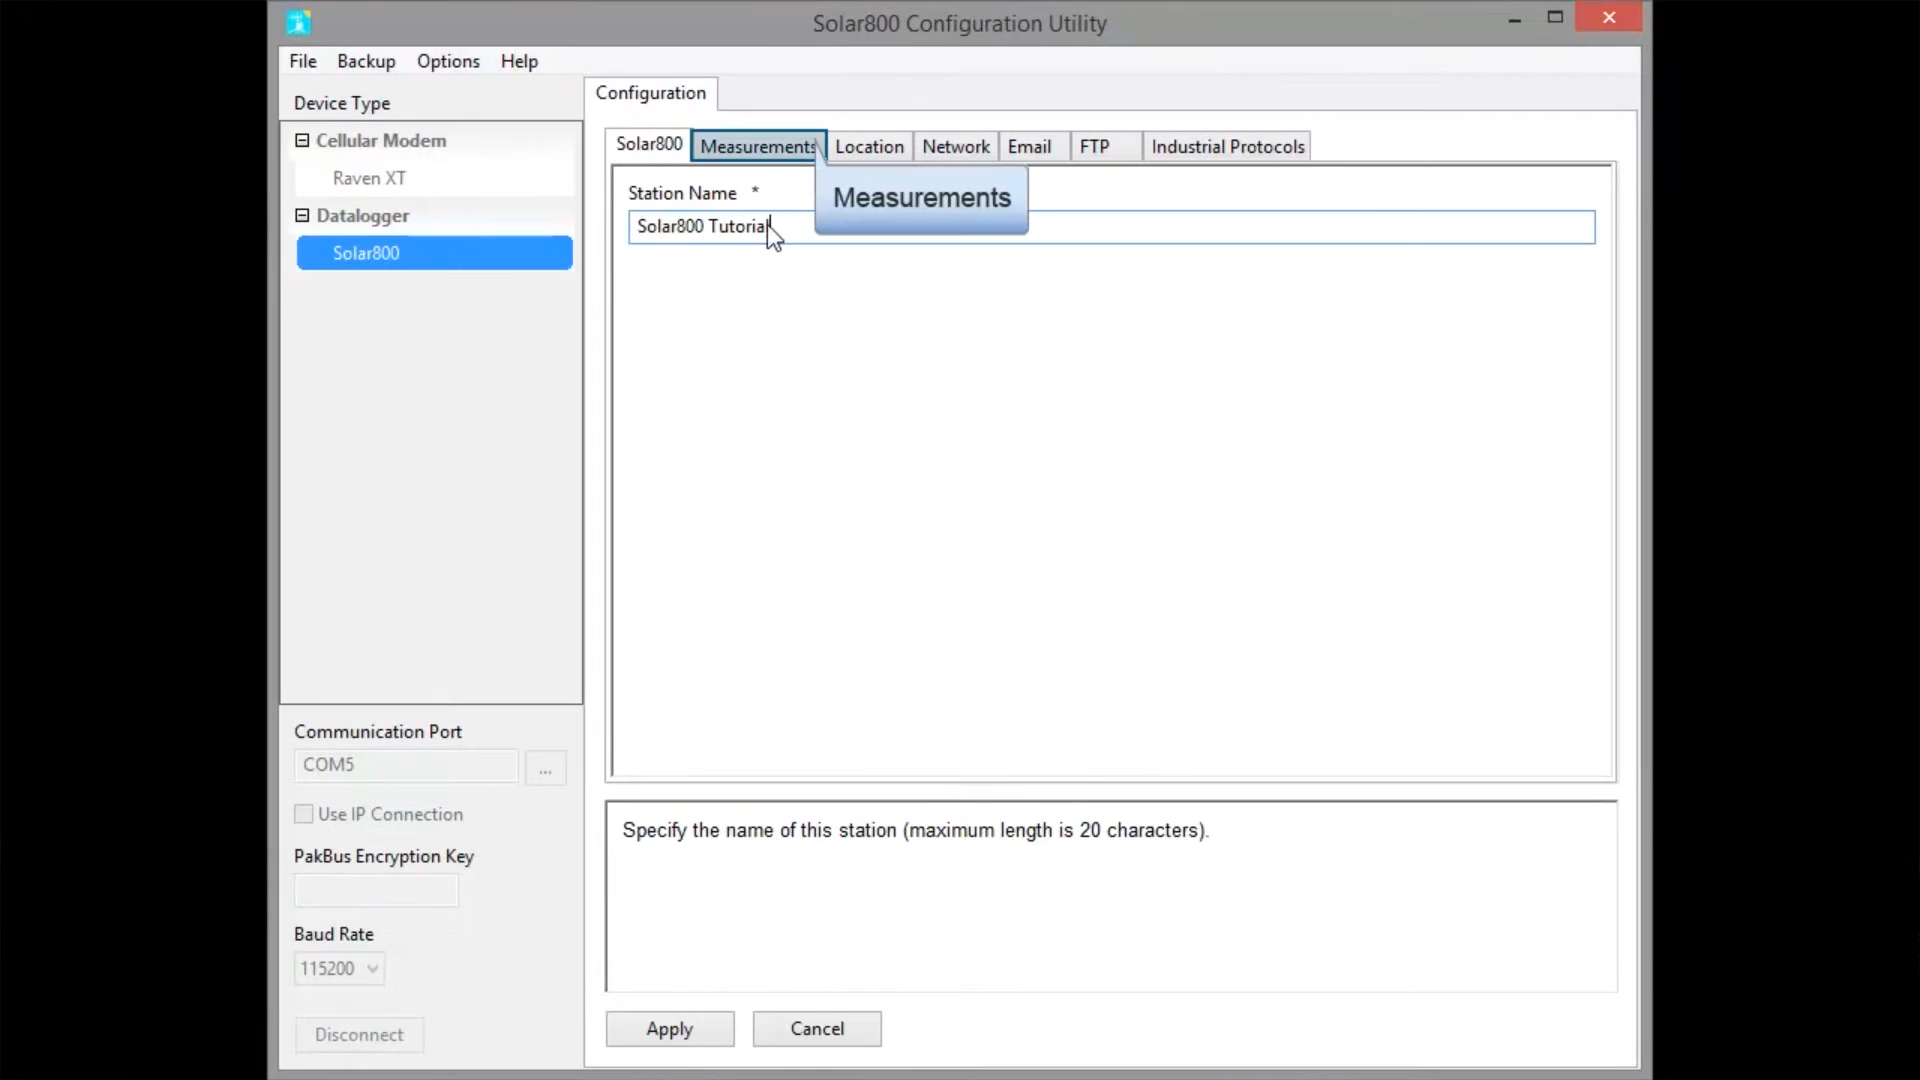 Solar800 Configuration Utility
File Backup Options Help
Device Type
Cellular Modem
Raven XT
Datalogger
Solar800
Communication Port
COM5
...
Use IP Connection
PakBus Encryption Key
Baud Rate
115200
Disconnect
Configuration
Solar800 Measurements Location Network Email FTP Industrial Protocols
Measurements
Station Name *
Solar800 Tutorial
Specify the name of this station (maximum length is 20 characters).
Apply Cancel